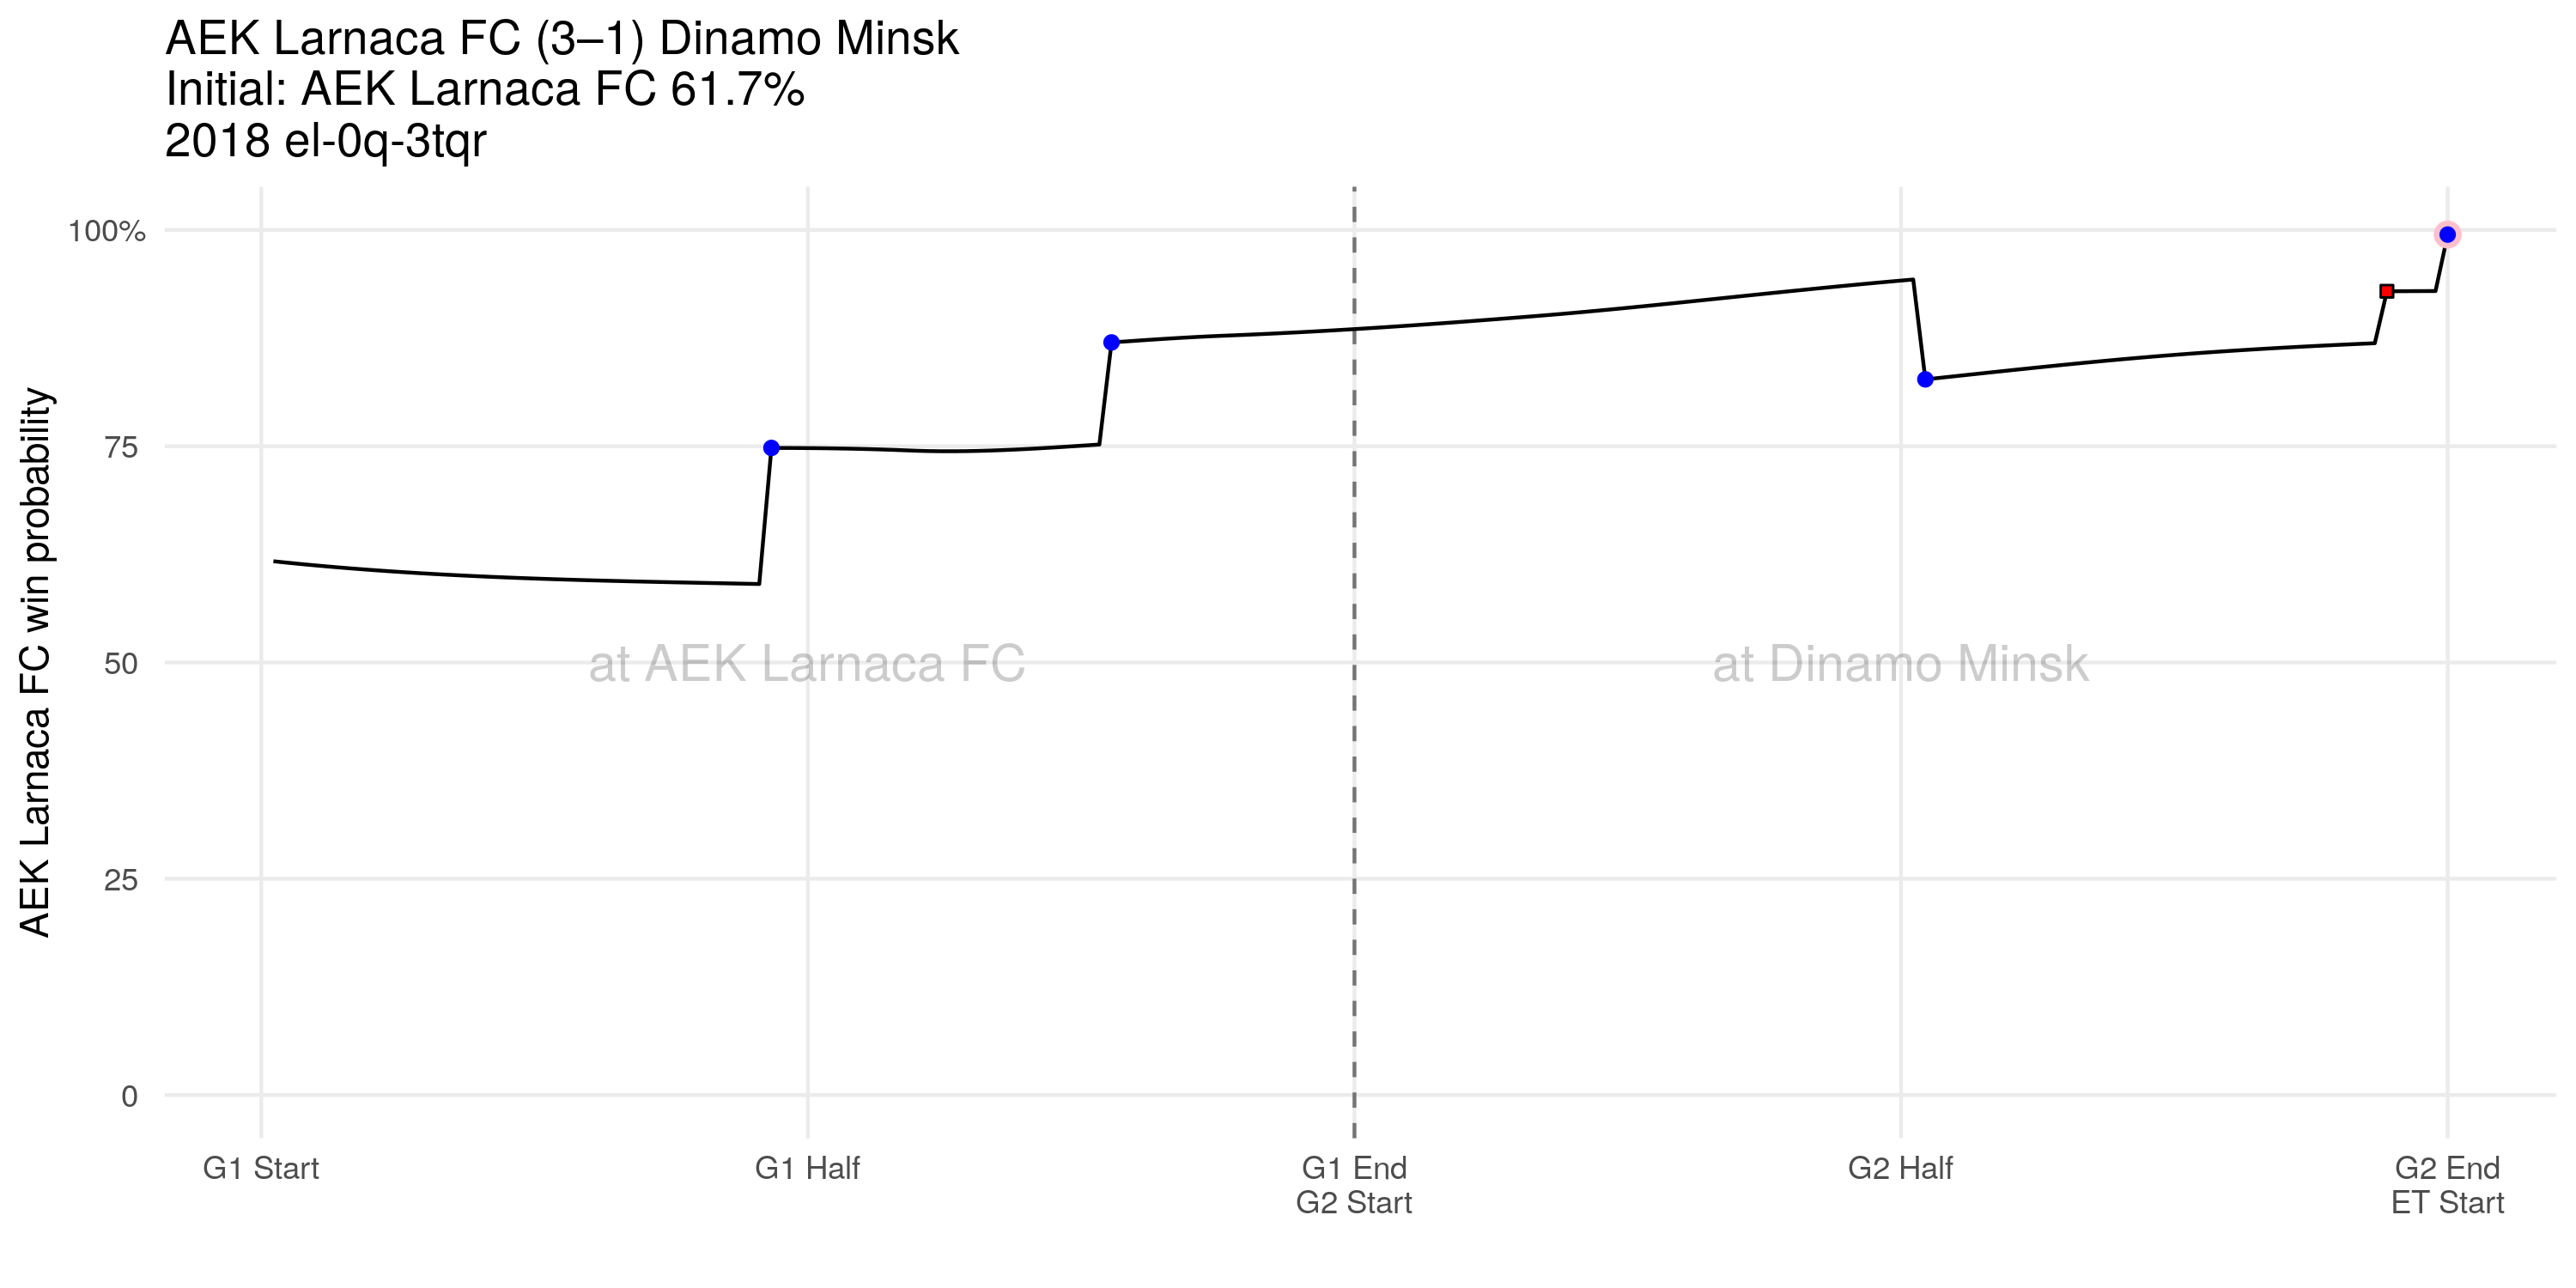 AEK Larnaca FC (3–1) Dinamo Minsk
Initial: AEK Larnaca FC 61.7%
2018 el-0q-3tqr
AEK Larnaca FC win probability
100%
75
50
25
0
at AEK Larnaca FC
at Dinamo Minsk
G1 Start
G1 Half
G1 End
G2 Start
G2 Half
G2 End
ET Start